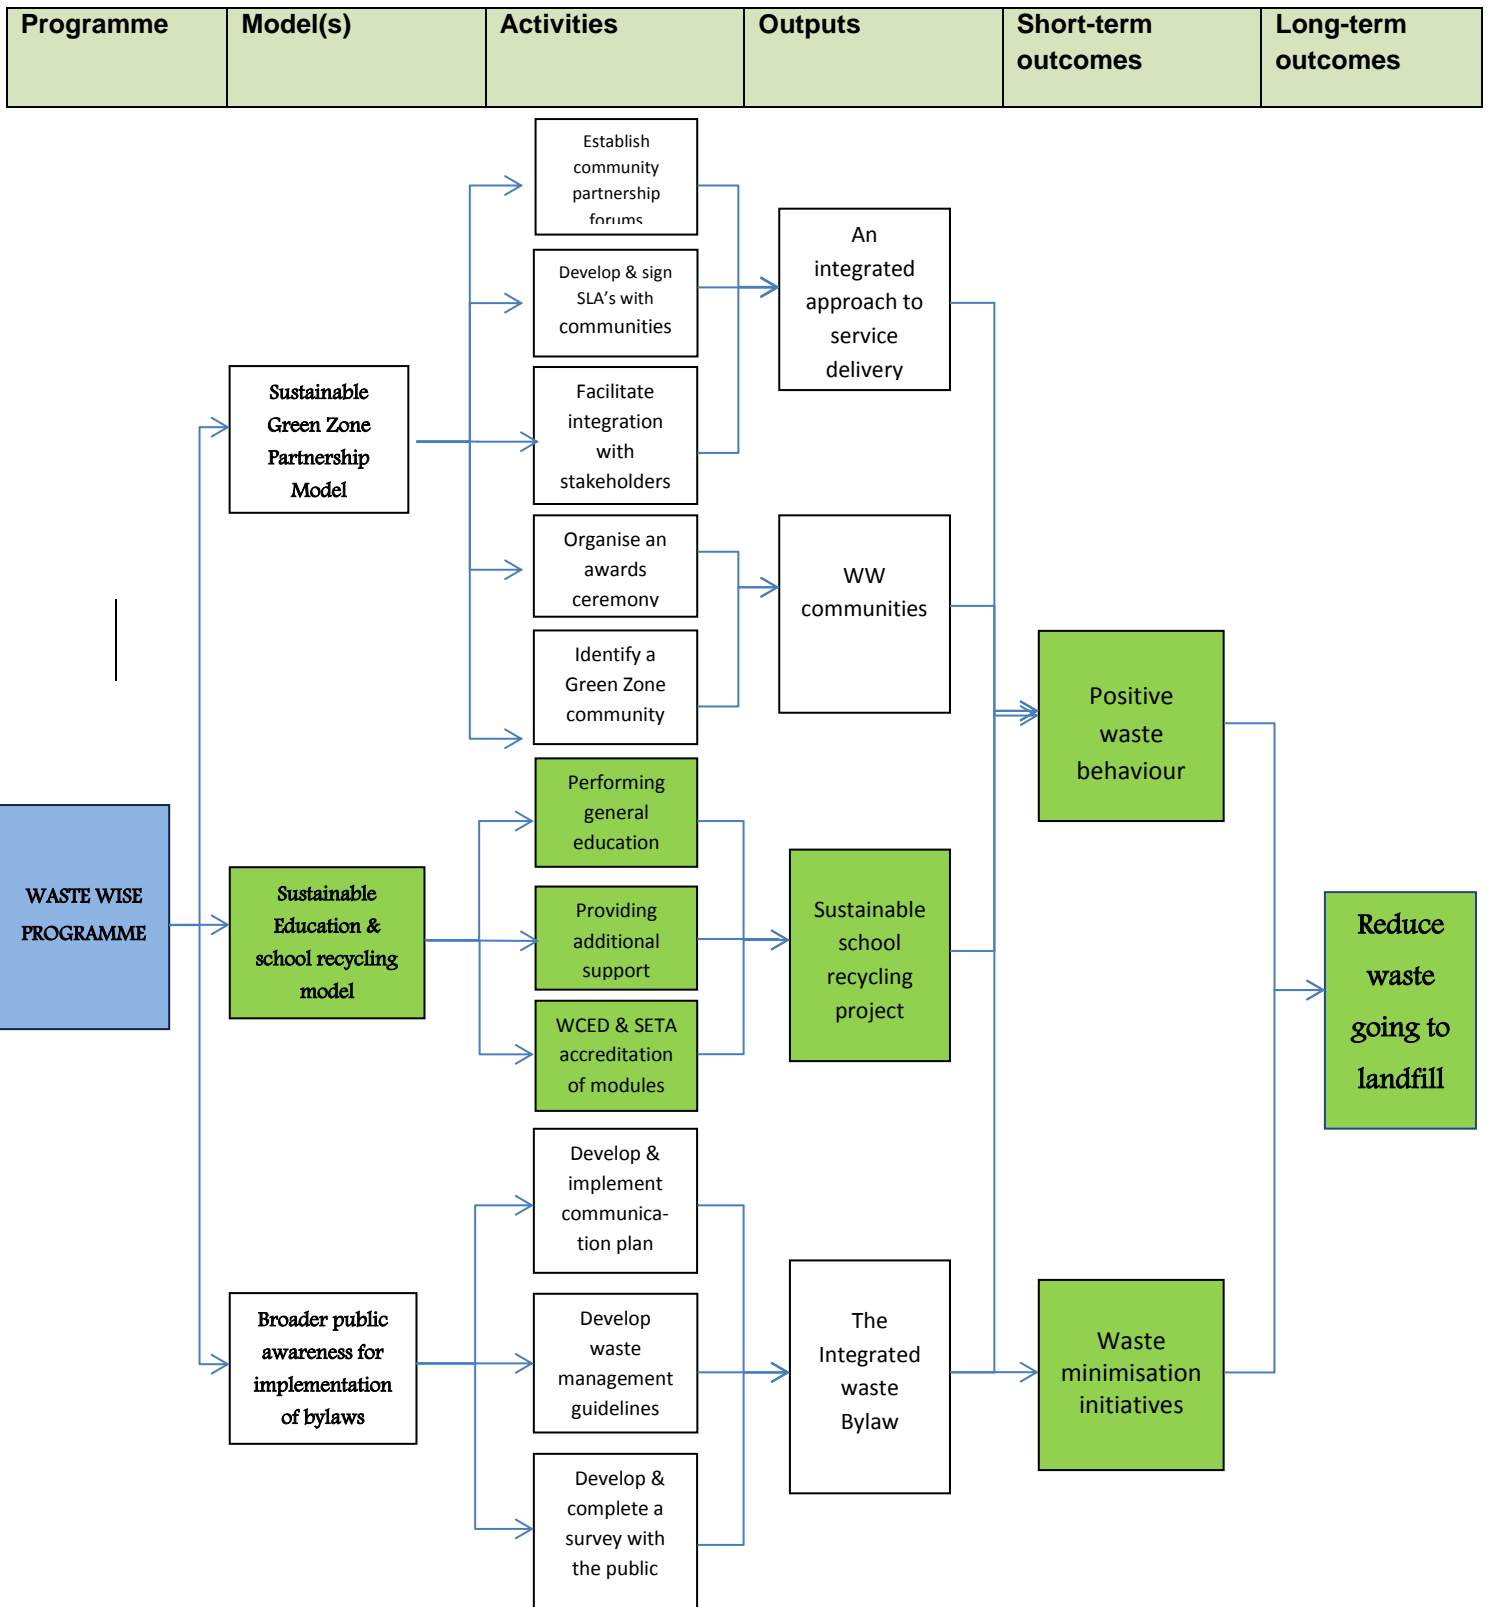 Programme
Model(s)
Activities
Outputs
Short-term
outcomes
Long-term
outcomes
Establish
community
partnership
forums
Develop & sign
SLA's with
communities
Facilitate
integration
with
stakeholders
Organise an
awards
ceremony
Identify a
Green Zone
community
Performing
general
education
Providing
additional
support
WCED & SETA
accreditation
of modules
Develop &
implement
communica-
tion plan
Develop
waste
management
guidelines
Develop &
complete a
survey with
the public
Sustainable
Green Zone
Partnership
Model
Sustainable
Education &
school recycling
model
Broader public
awareness for
implementation
of bylaws
WASTE WISE
PROGRAMME
An
integrated
approach to
service
delivery
WW
communities
Sustainable
school
recycling
project
The
Integrated
waste
Bylaw
Positive
waste
behaviour
Waste
minimisation
initiatives
Reduce
waste
going to
landfill